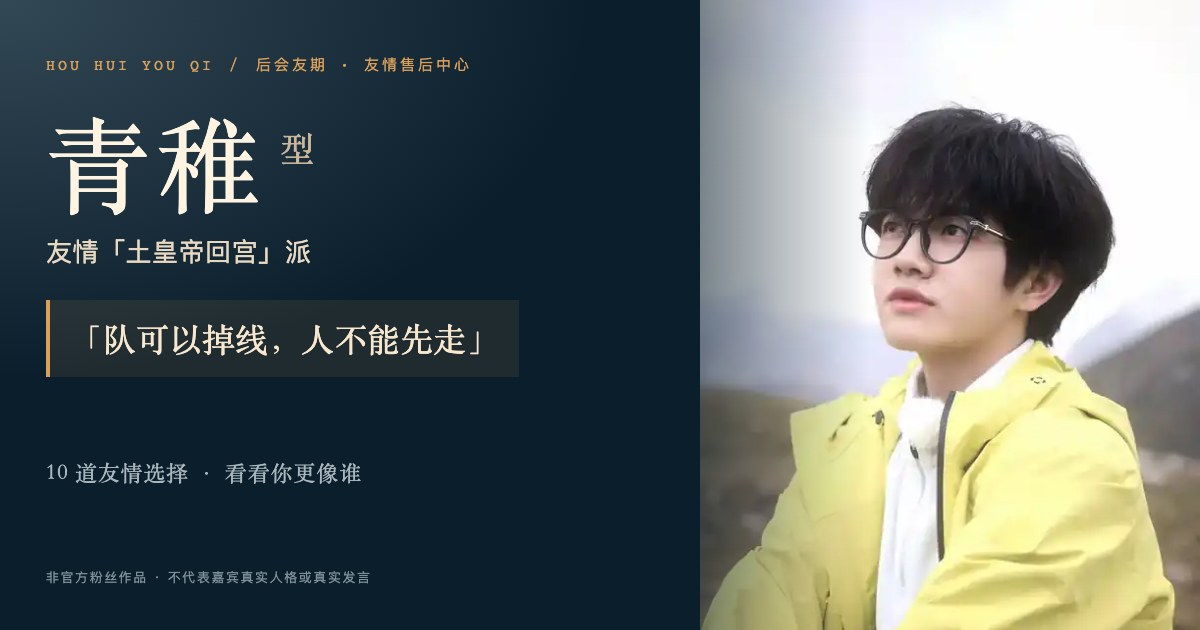 HOU HUI YOU QI / 后会友期 · 友情售后中心
青稚 型
友情「土皇帝回宫」派
「队可以掉线，人不能先走」
10 道友情选择 · 看看你更像谁
非官方粉丝作品 · 不代表嘉宾真实人格或真实发言